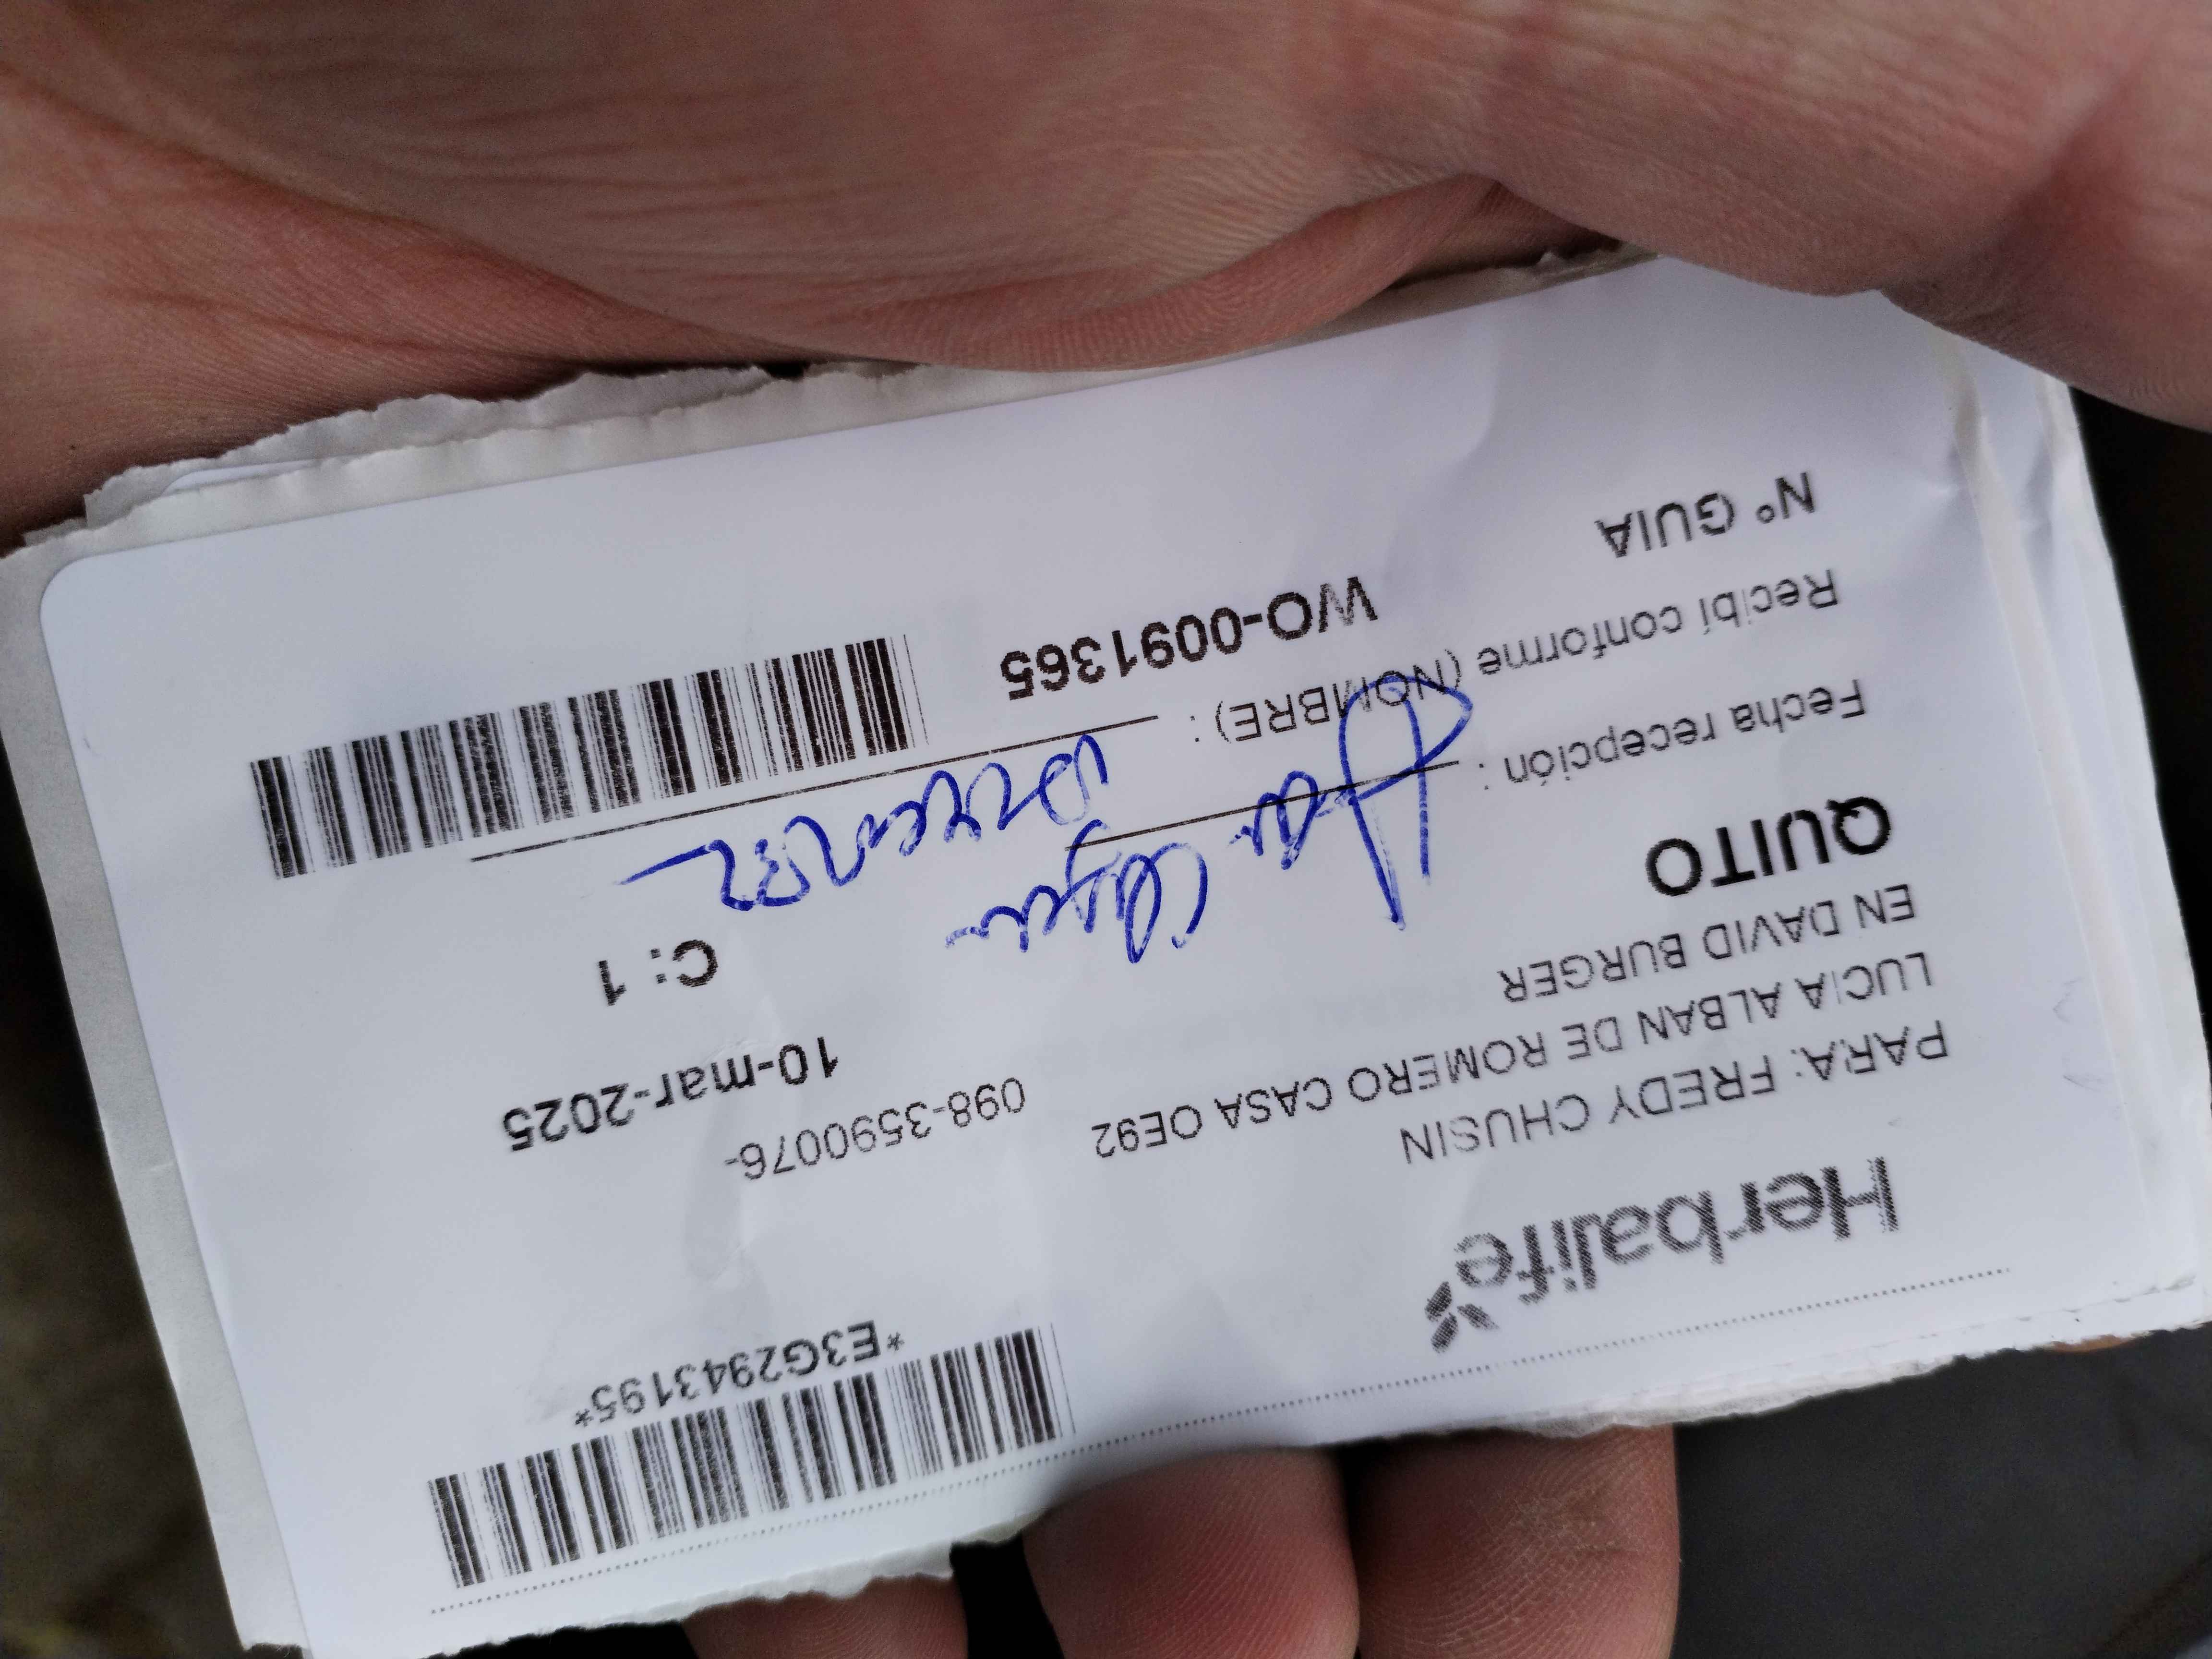 *E3G2943195*
Herbalife
PARA: FREDY CHUSIN
LUCIA ALBAN DE ROMERO CASA OE92
098-3590076-
EN DAVID BURGER
10-mar-2025
QUITO
C: 1
Fecha recepción :
Recibí conforme (NOMBRE) :
Nº GUIA
WO-0091365